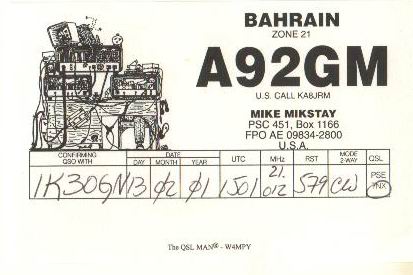 BAHRAIN
ZONE 21
A92GM
U.S. CALL KA8JRM
MIKE MIKSTAY
PSC 451, Box 1166
FPO AE 09834-2800
U.S.A.
CONFIRMING QSO WITH DATE DAY MONTH YEAR UTC MHz RST MODE 2-WAY QSL
IK3OGN 13 02 01 1501 21.012 579 CW PSE TNX
The QSL MAN® - W4MPY